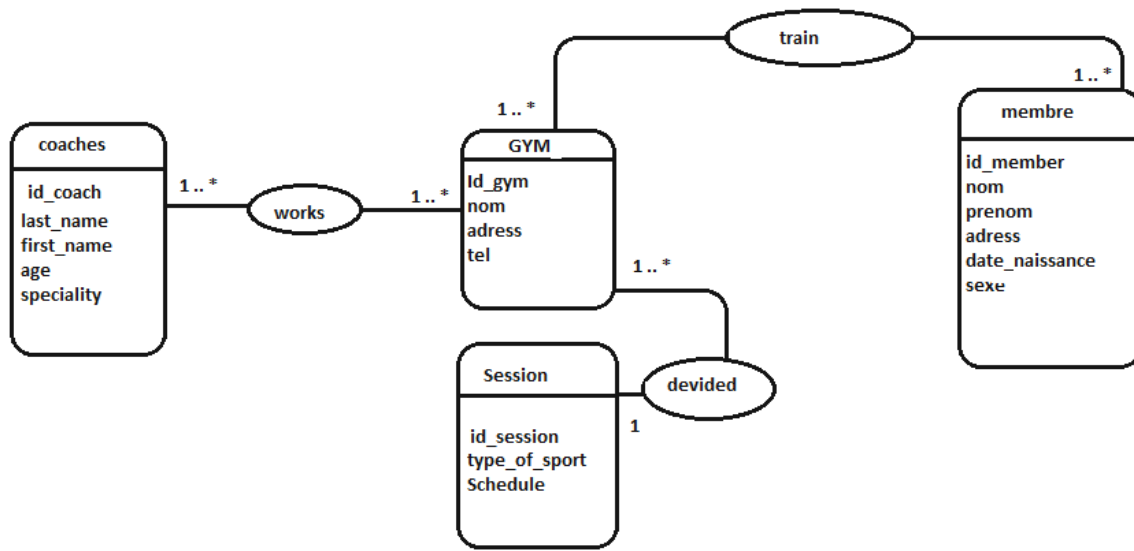 train
1 .. *
1 .. *
coaches
id_coach
last_name
first_name
age
speciality
1 .. *
works
1 .. *
GYM
Id_gym
nom
adress
tel
membre
id_member
nom
prenom
adress
date_naissance
sexe
1 .. *
devided
1
Session
id_session
type_of_sport
Schedule